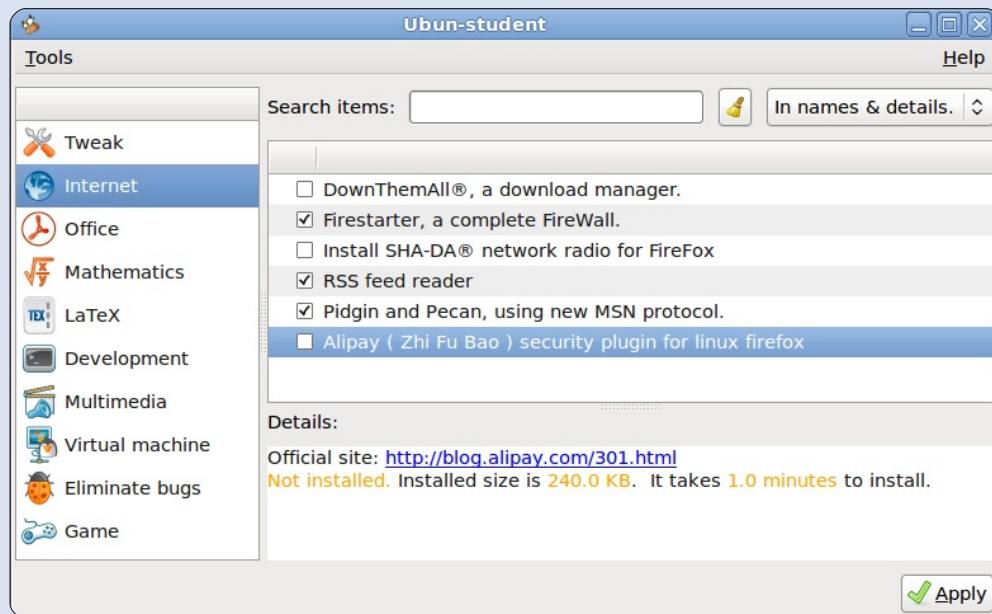 Ubun-student
Tools
Help
Search items:
In names & details.
Tweak
Internet
Office
Mathematics
LaTeX
Development
Multimedia
Virtual machine
Eliminate bugs
Game
DownThemAll®, a download manager.
Firestarter, a complete FireWall.
Install SHA-DA® network radio for FireFox
RSS feed reader
Pidgin and Pecan, using new MSN protocol.
Alipay ( Zhi Fu Bao ) security plugin for linux firefox
Details:
Official site: http://blog.alipay.com/301.html
Not installed. Installed size is 240.0 KB.  It takes 1.0 minutes to install.
Apply